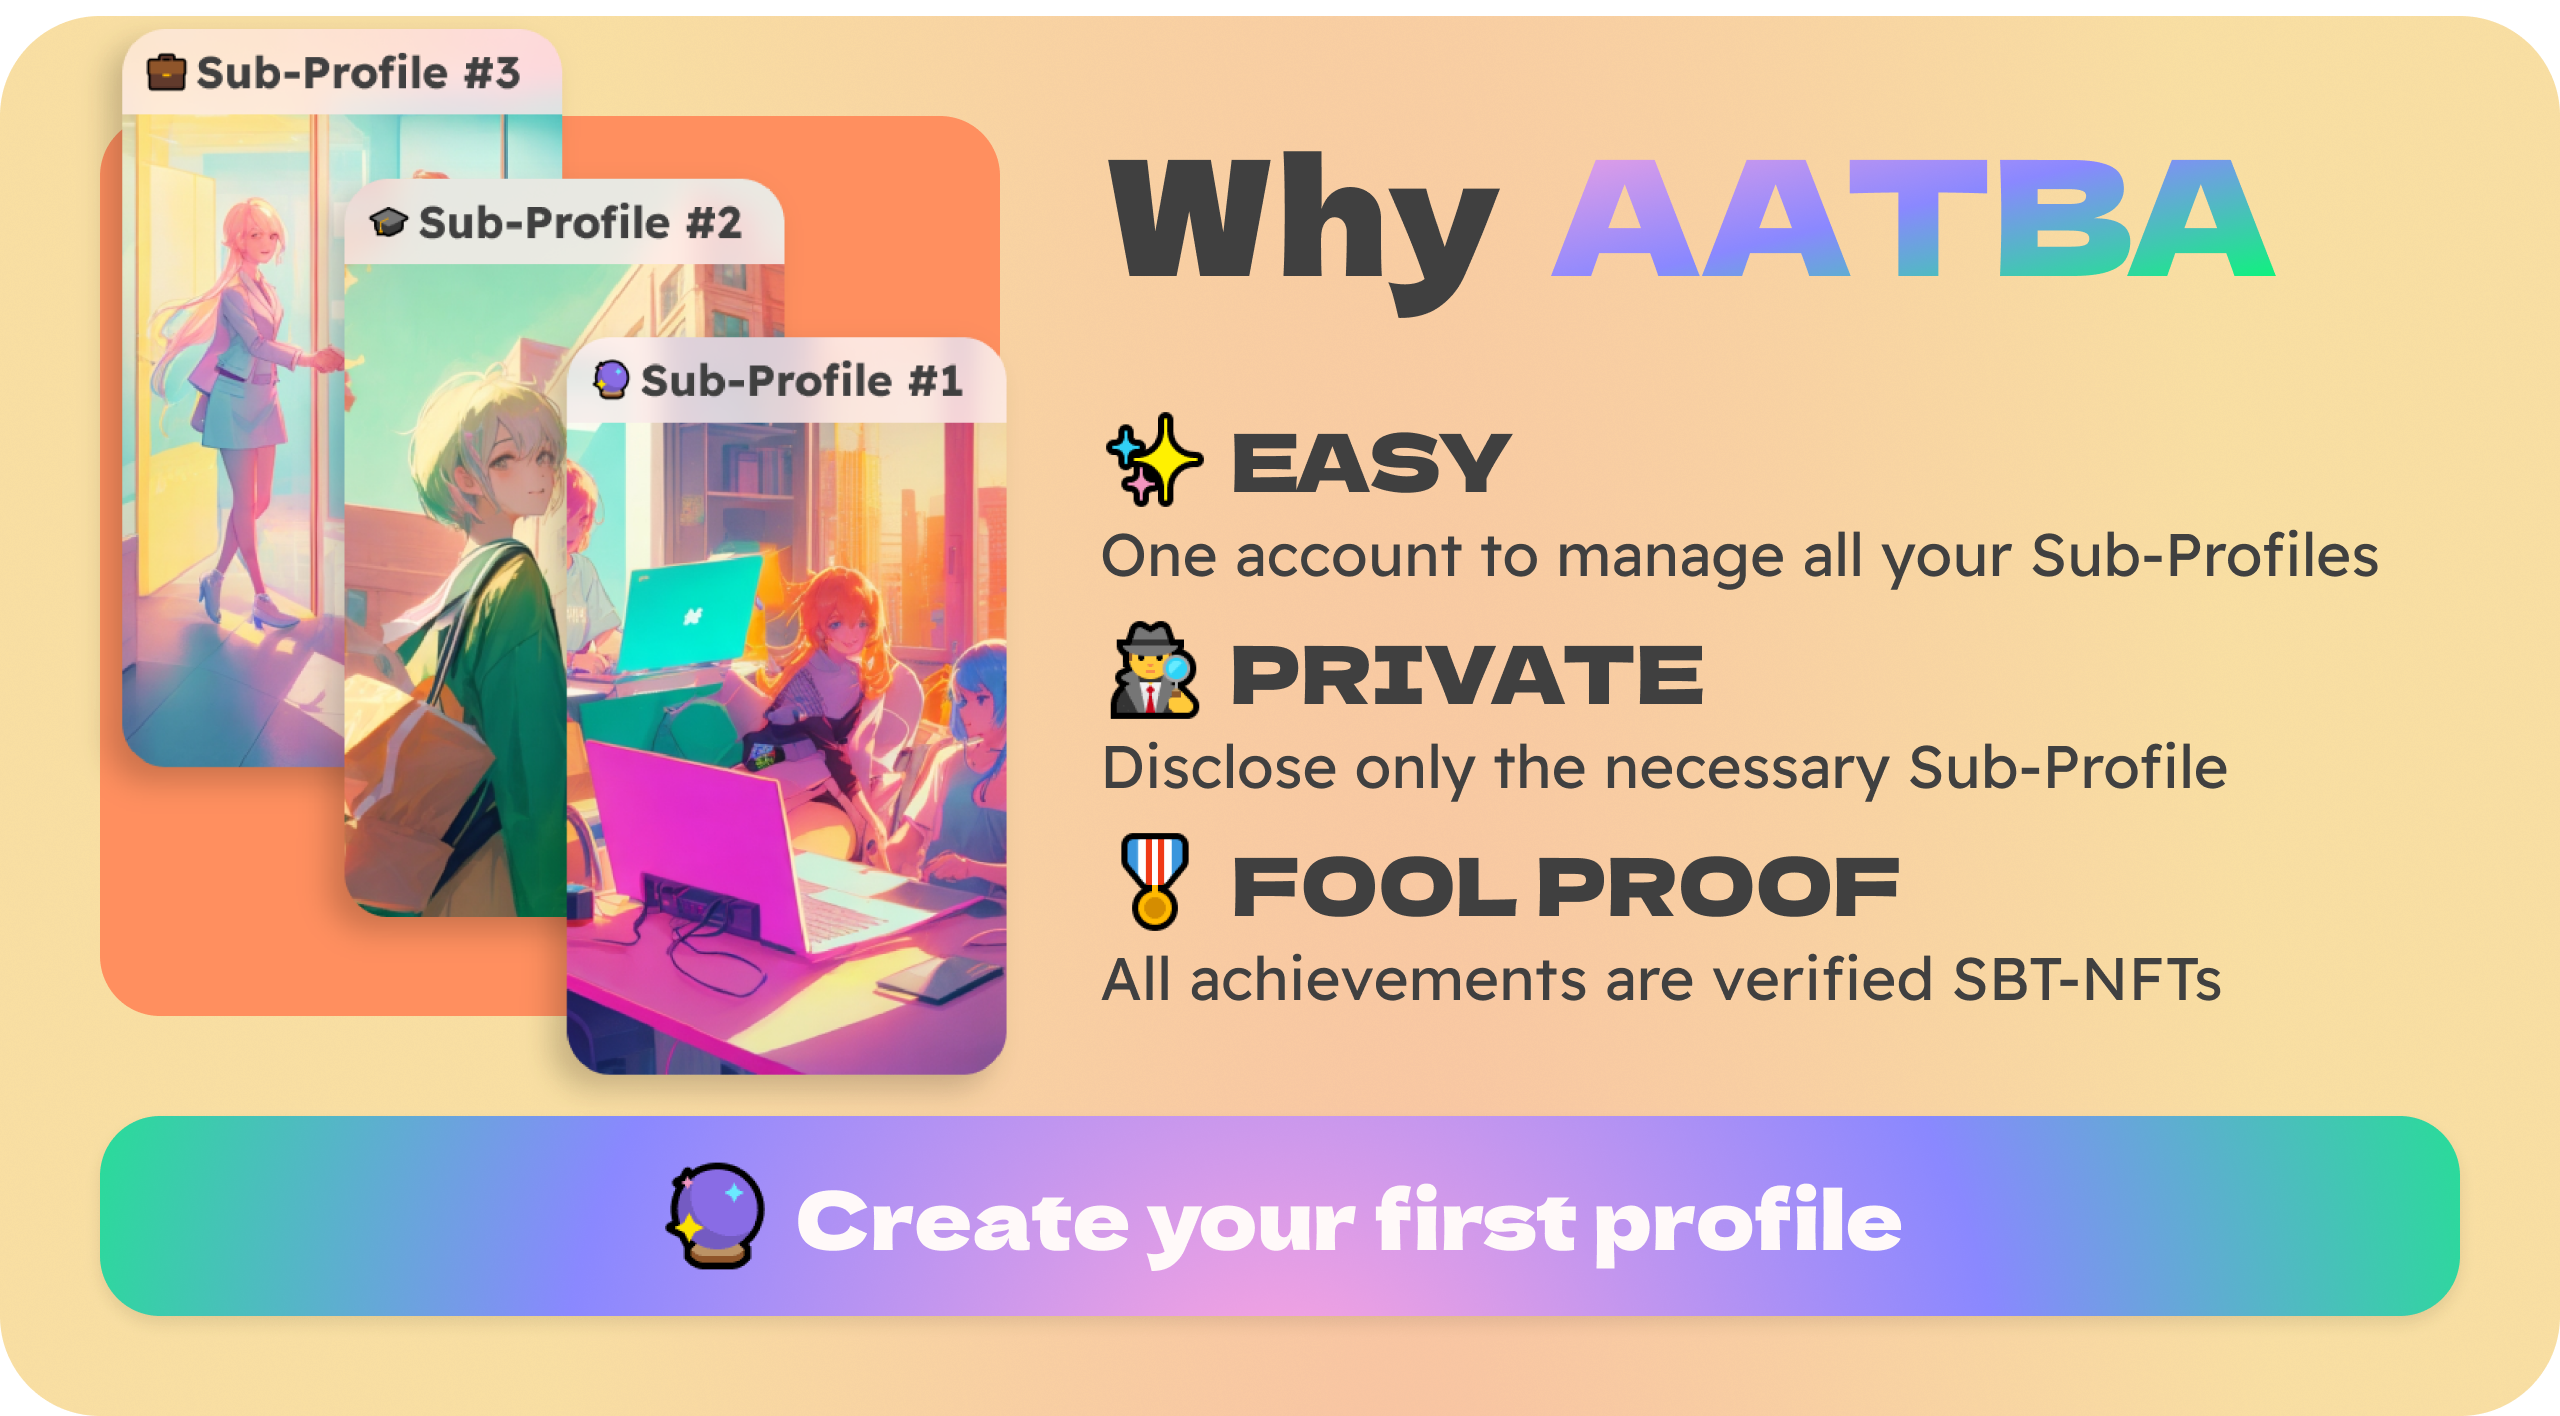 💼 Sub-Profile #3
🎓 Sub-Profile #2
🔮 Sub-Profile #1
Why AATBA
✨ EASY
One account to manage all your Sub-Profiles
🕵️ PRIVATE
Disclose only the necessary Sub-Profile
🎖️ FOOL PROOF
All achievements are verified SBT-NFTs
🔮 Create your first profile